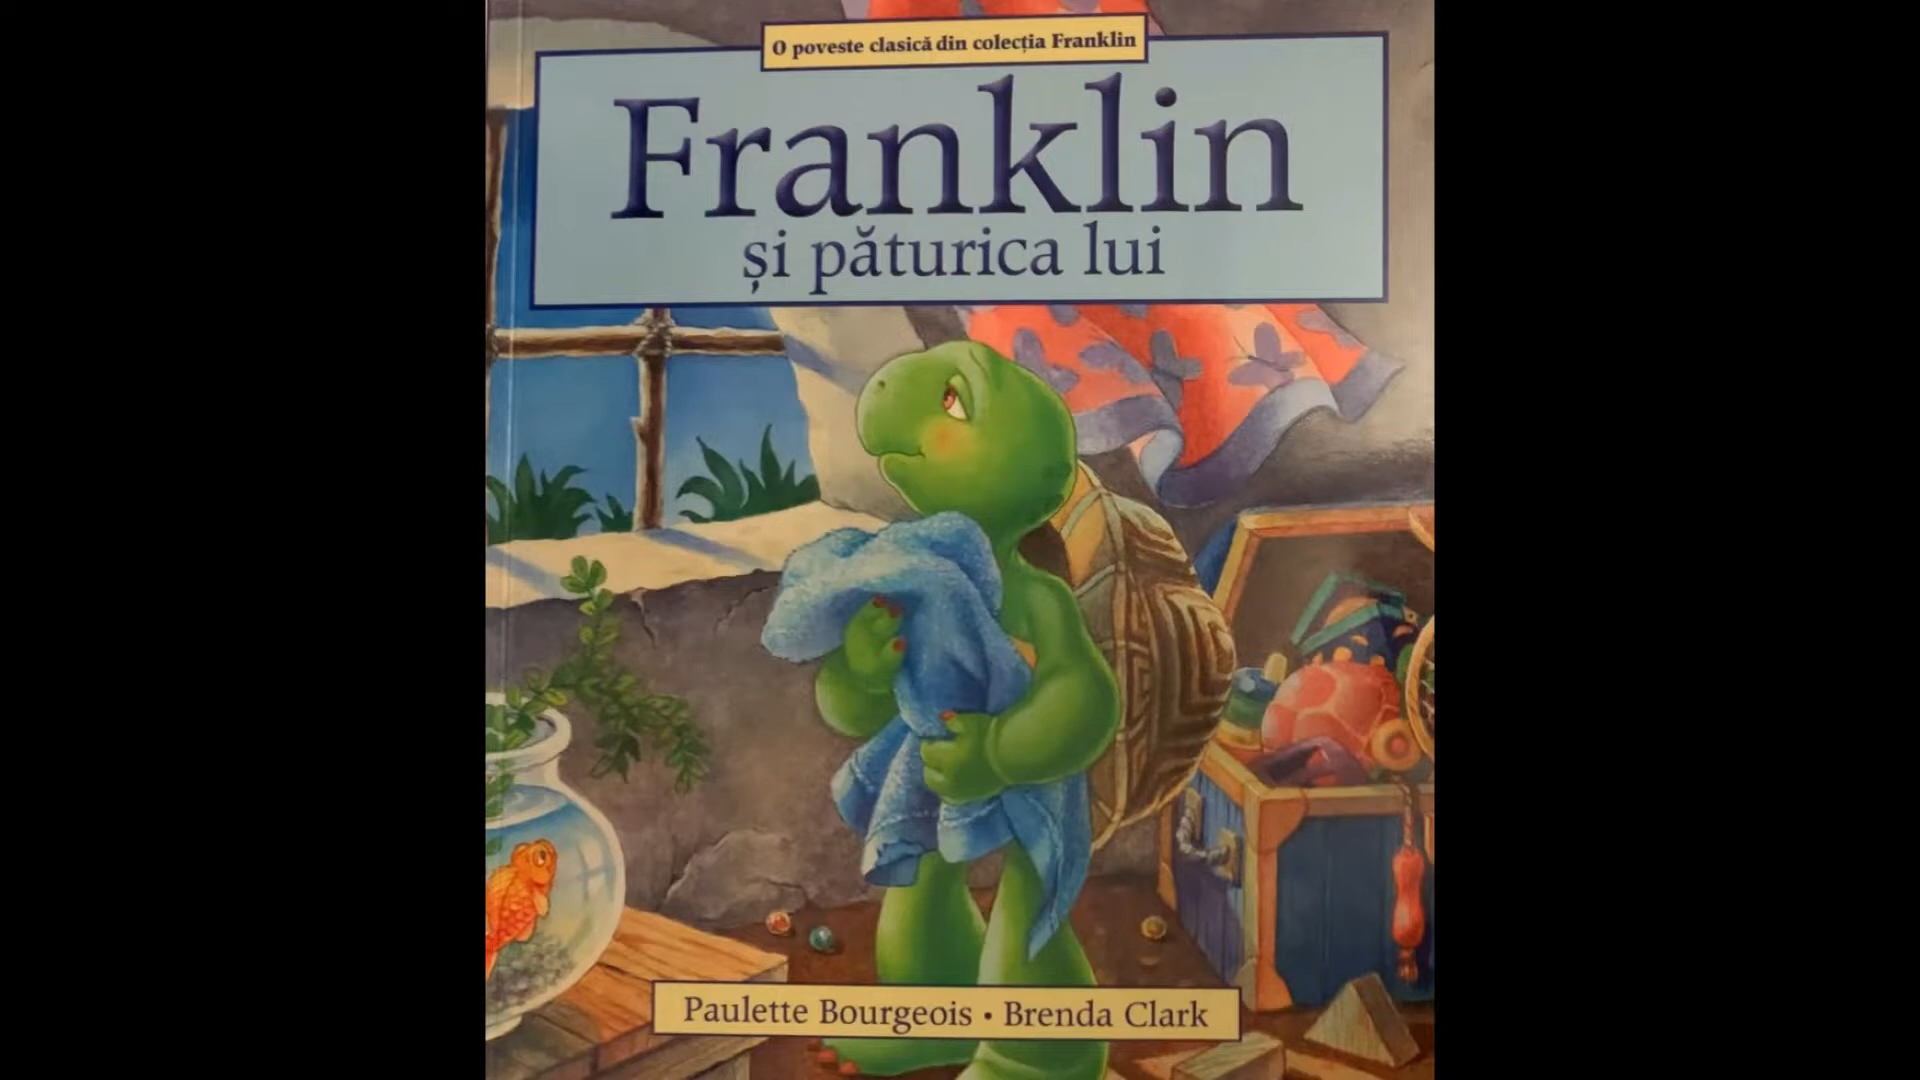 O poveste clasică din colecția Franklin
Franklin
și păturica lui
Paulette Bourgeois • Brenda Clark